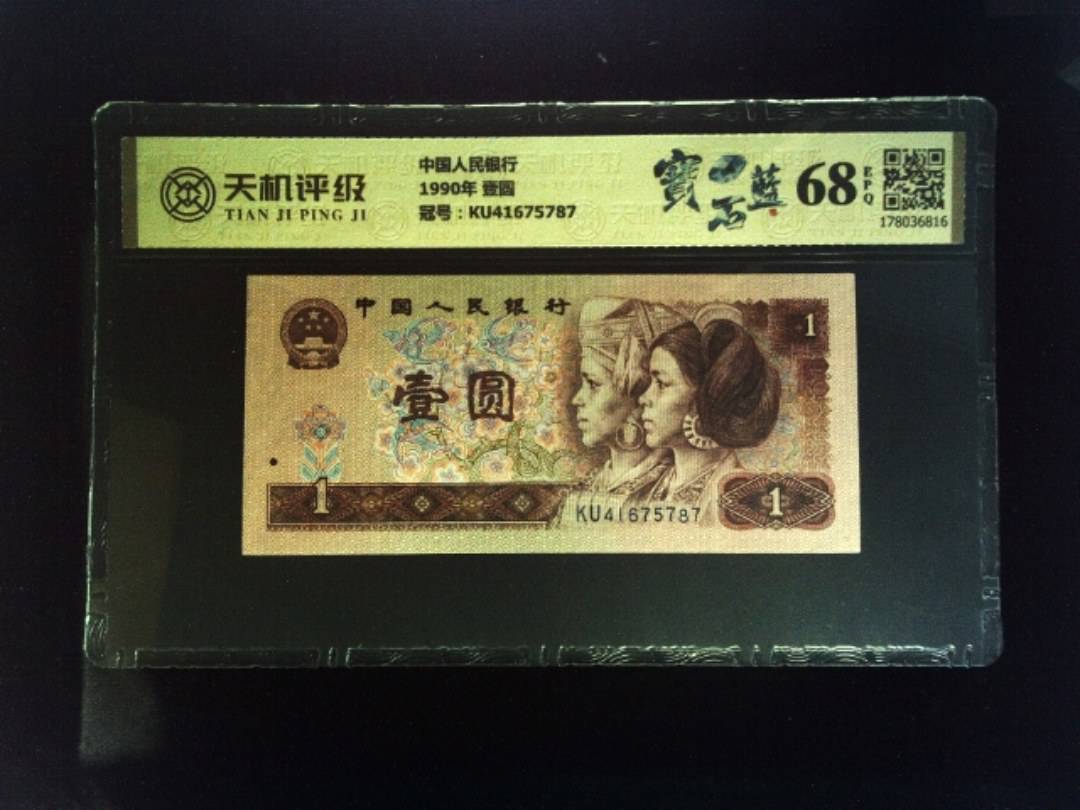 天机评级
TIAN JI PING JI
中国人民银行
1990年 壹圆
冠号：KU41675787
寶石蓝
68
EPQ
178036816
中国人民银行
1
壹圆
1
KU41675787
1